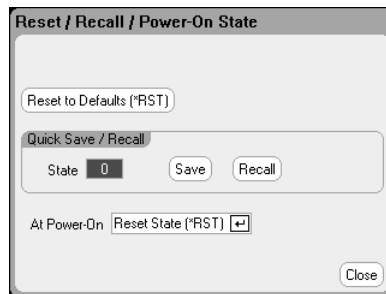 Reset / Recall / Power-On State
Reset to Defaults (*RST)
Quick Save / Recall
State 0 Save Recall
At Power-On Reset State (*RST)
Close